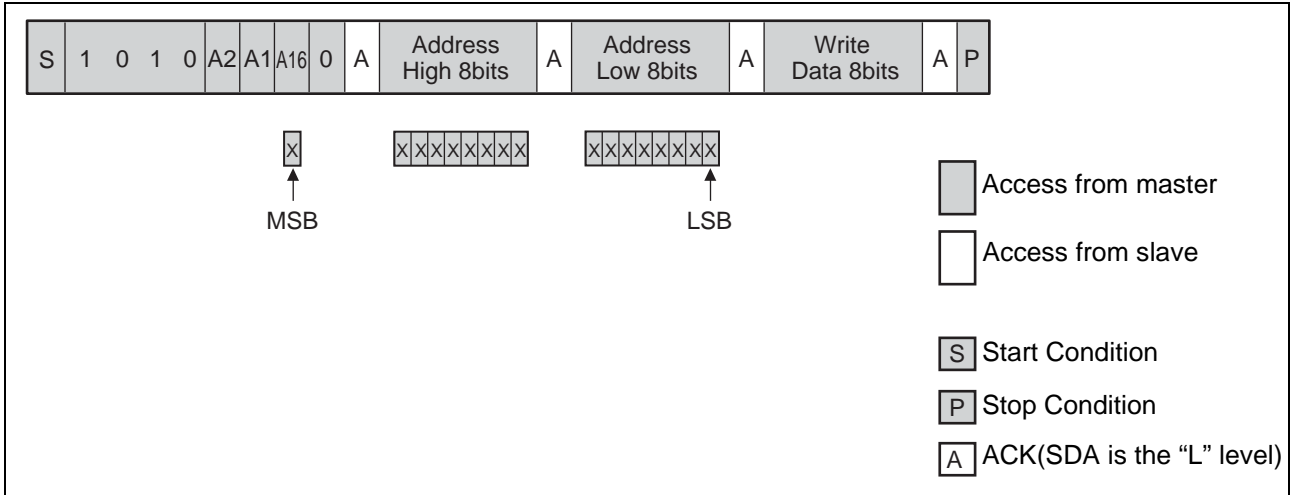 S 1 0 1 0 A2 A1 A16 0 A Address High 8bits A Address Low 8bits A Write Data 8bits A P
X XXXXXXXX XXXXXXXX
MSB LSB
Access from master
Access from slave
S Start Condition
P Stop Condition
A ACK(SDA is the “L” level)